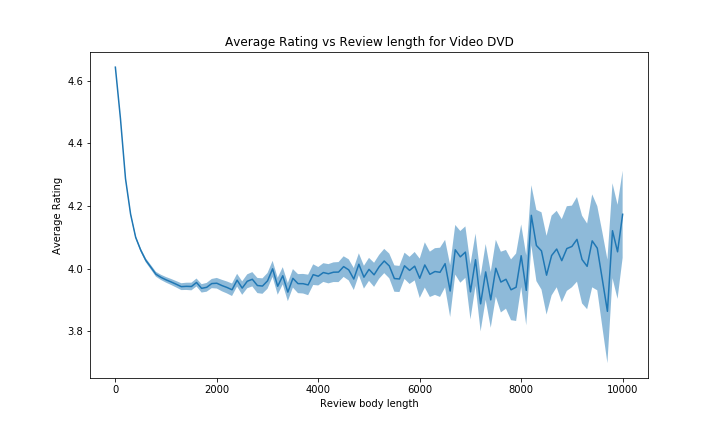 Average Rating vs Review length for Video DVD
Average Rating
4.6
4.4
4.2
4.0
3.8
0 2000 4000 6000 8000 10000
Review body length